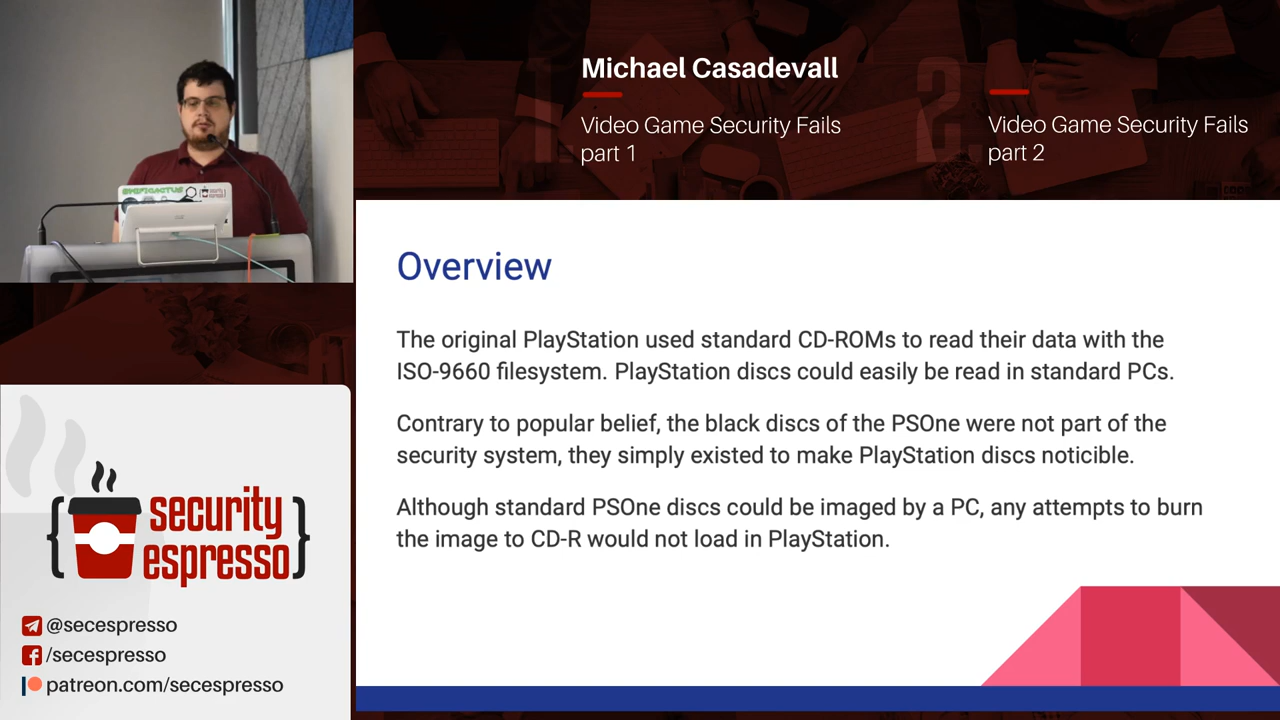 Michael Casadevall
1
2
Video Game Security Fails
part 1
Video Game Security Fails
part 2
Overview
The original PlayStation used standard CD-ROMs to read their data with the
ISO-9660 filesystem. PlayStation discs could easily be read in standard PCs.
Contrary to popular belief, the black discs of the PSOne were not part of the
security system, they simply existed to make PlayStation discs noticible.
Although standard PSOne discs could be imaged by a PC, any attempts to burn
the image to CD-R would not load in PlayStation.
{security
espresso}
@secespresso
/secespresso
patreon.com/secespresso